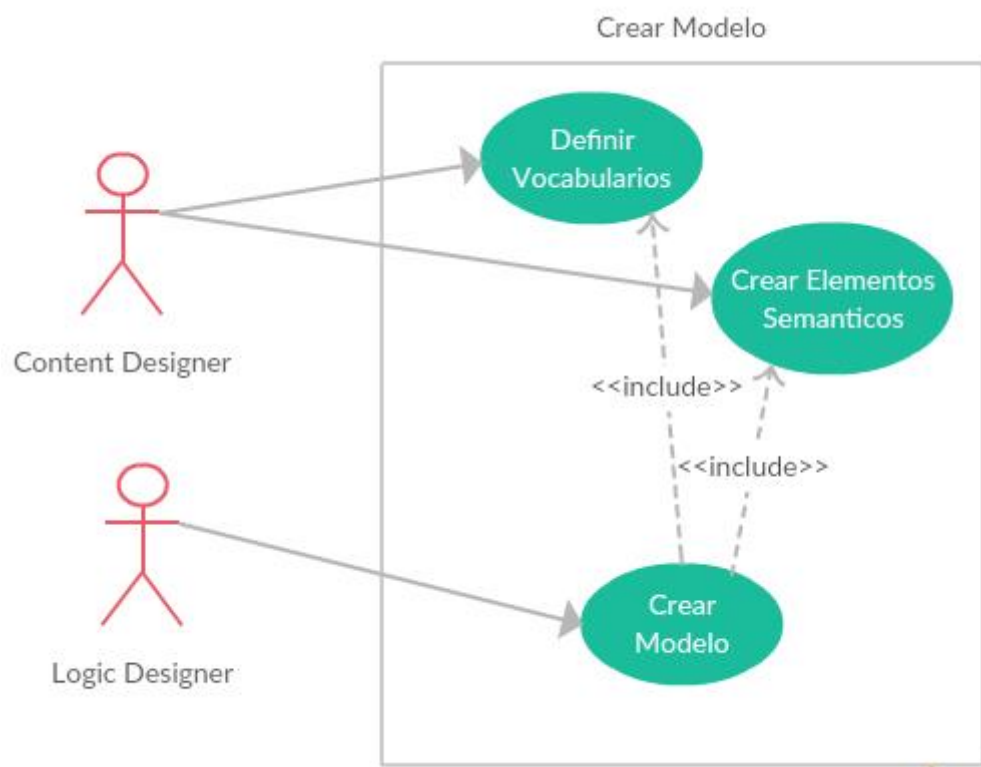 Crear Modelo
Definir
Vocabularios
Crear Elementos
Semanticos
Content Designer
<<include>>
<<include>>
Crear
Modelo
Logic Designer